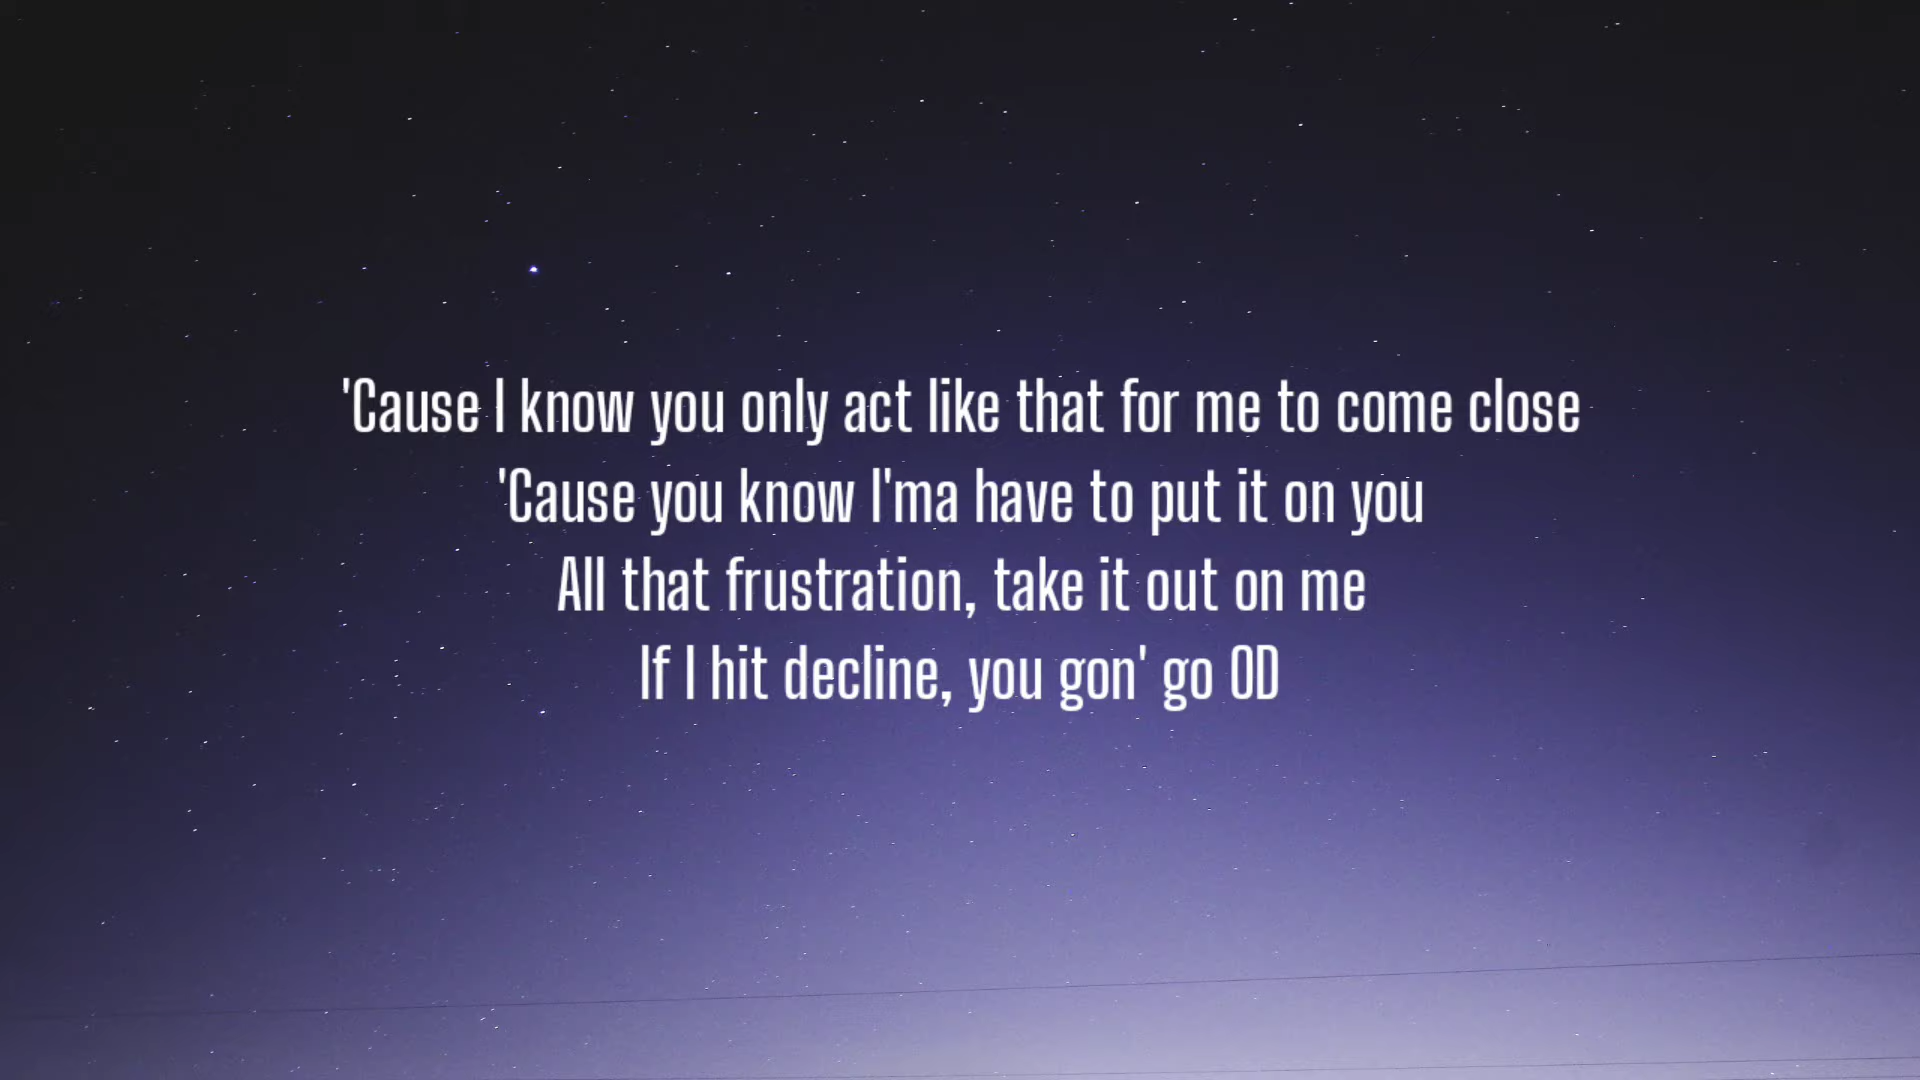 'Cause I know you only act like that for me to come close
'Cause you know I'ma have to put it on you
All that frustration, take it out on me
If I hit decline, you gon' go OD